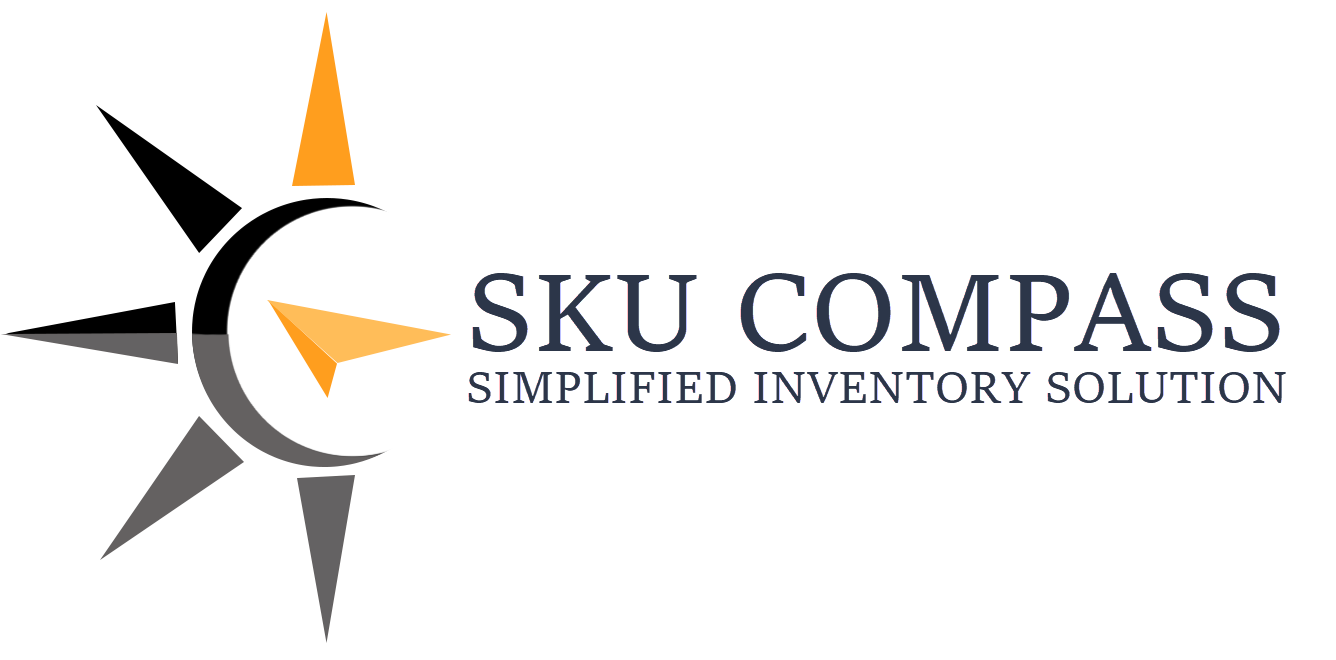 SKU COMPASS
SIMPLIFIED INVENTORY SOLUTION